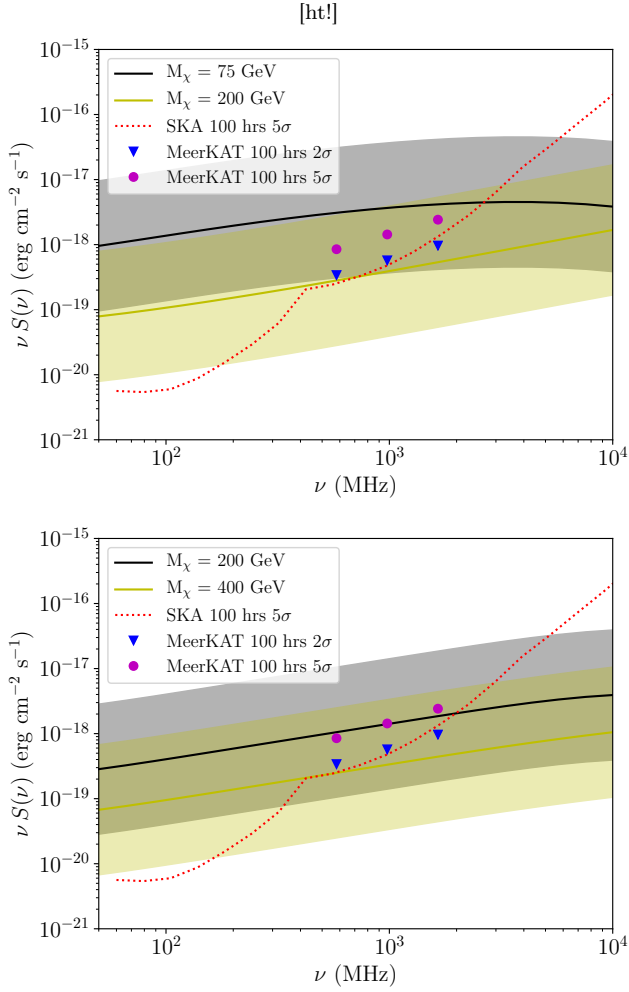 [ht!]
10^{-15}
10^{-16}
10^{-17}
10^{-18}
10^{-19}
10^{-20}
10^{-21}
ν S(ν) (erg cm^{-2} s^{-1})
M_χ = 75 GeV
M_χ = 200 GeV
SKA 100 hrs 5σ
MeerKAT 100 hrs 2σ
MeerKAT 100 hrs 5σ
10^2 10^3 10^4
ν (MHz)
10^{-15}
10^{-16}
10^{-17}
10^{-18}
10^{-19}
10^{-20}
10^{-21}
ν S(ν) (erg cm^{-2} s^{-1})
M_χ = 200 GeV
M_χ = 400 GeV
SKA 100 hrs 5σ
MeerKAT 100 hrs 2σ
MeerKAT 100 hrs 5σ
10^2 10^3 10^4
ν (MHz)